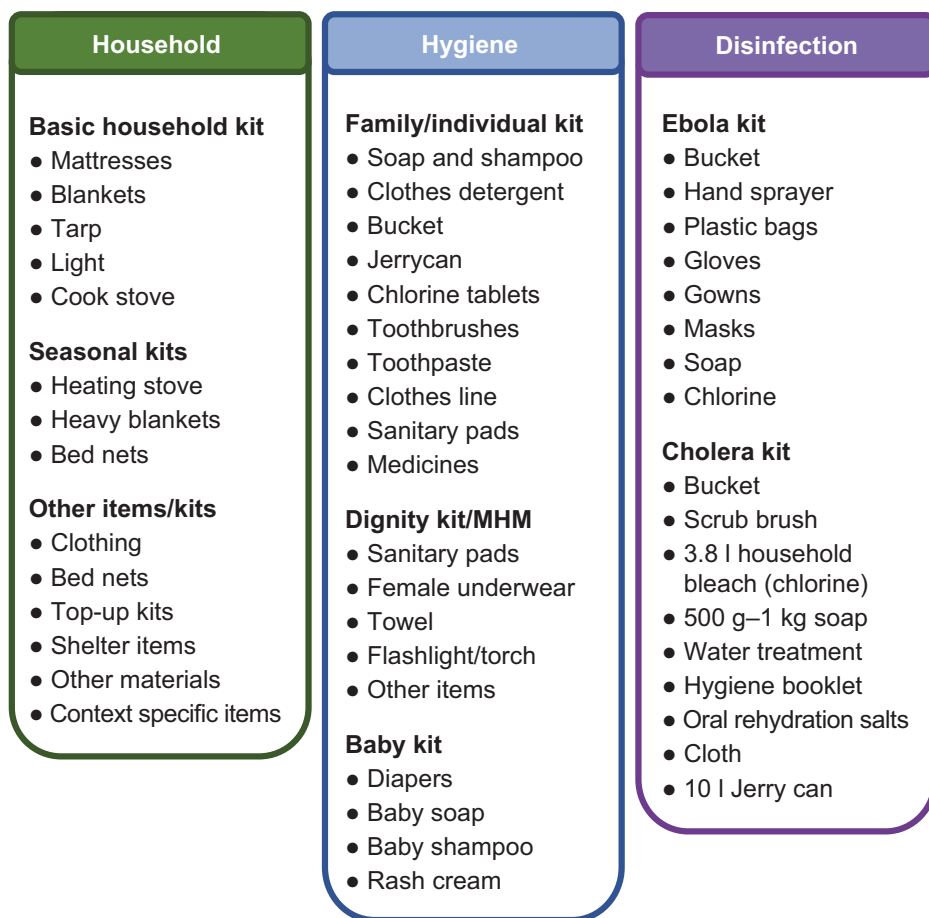 Household
Basic household kit
● Mattresses
● Blankets
● Tarp
● Light
● Cook stove
Seasonal kits
● Heating stove
● Heavy blankets
● Bed nets
Other items/kits
● Clothing
● Bed nets
● Top-up kits
● Shelter items
● Other materials
● Context specific items
Hygiene
Family/individual kit
● Soap and shampoo
● Clothes detergent
● Bucket
● Jerrycan
● Chlorine tablets
● Toothbrushes
● Toothpaste
● Clothes line
● Sanitary pads
● Medicines
Dignity kit/MHM
● Sanitary pads
● Female underwear
● Towel
● Flashlight/torch
● Other items
Baby kit
● Diapers
● Baby soap
● Baby shampoo
● Rash cream
Disinfection
Ebola kit
● Bucket
● Hand sprayer
● Plastic bags
● Gloves
● Gowns
● Masks
● Soap
● Chlorine
Cholera kit
● Bucket
● Scrub brush
● 3.8 l household
bleach (chlorine)
● 500 g–1 kg soap
● Water treatment
● Hygiene booklet
● Oral rehydration salts
● Cloth
● 10 l Jerry can